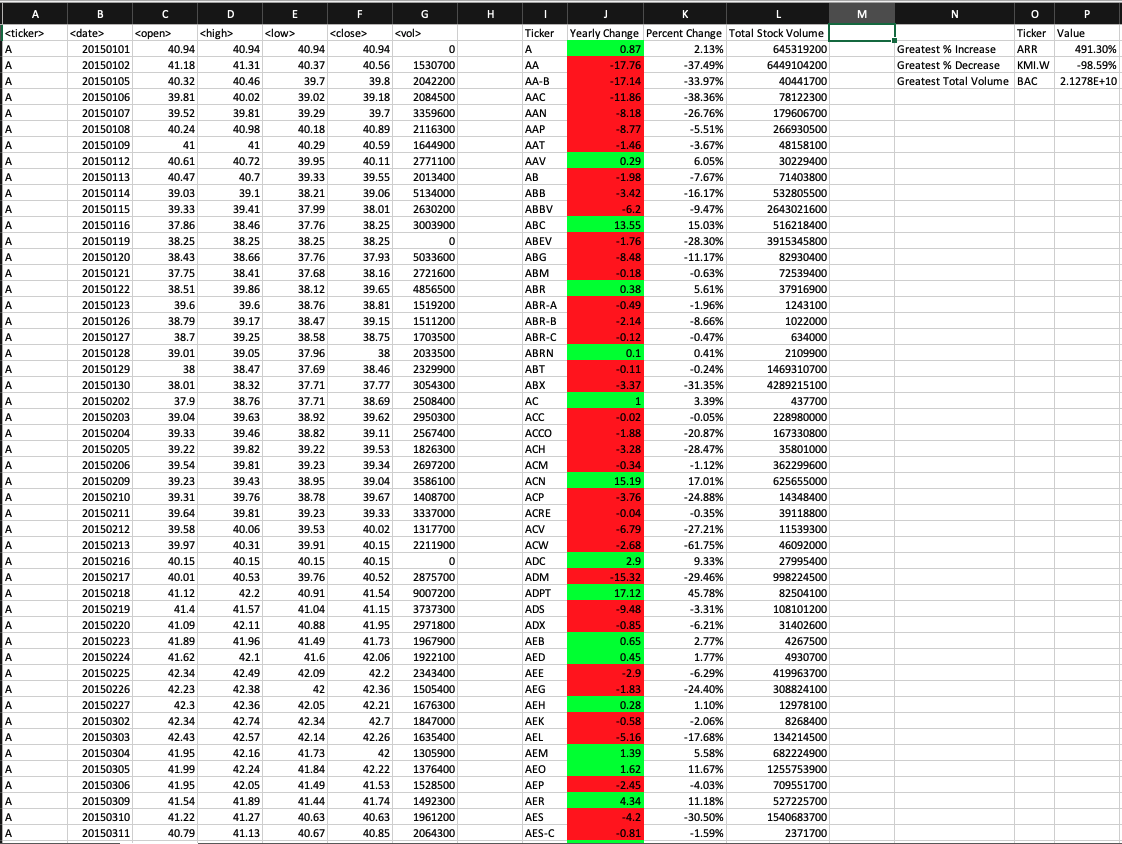 A B C D E F G H I J K L M N O P
<ticker> <date> <open> <high> <low> <close> <vol> Ticker Yearly Change Percent Change Total Stock Volume Ticker Value
A 20150101 40.94 40.94 40.94 40.94 0 A 0.87 2.13% 645319200 Greatest % Increase ARR 491.30%
A 20150102 41.18 41.31 40.37 40.56 1530700 AA -17.76 -37.49% 6449104200 Greatest % Decrease KMI.W -98.59%
A 20150105 40.32 40.46 39.7 39.8 2042200 AA-B -17.14 -33.97% 40441700 Greatest Total Volume BAC 2.1278E+10
A 20150106 39.81 40.02 39.02 39.18 2084500 AAC -11.86 -38.36% 78122300
A 20150107 39.52 39.81 39.29 39.7 3359600 AAN -8.18 -26.76% 179606700
A 20150108 40.24 40.98 40.18 40.89 2116300 AAP -8.77 -5.51% 266930500
A 20150109 41 41 40.29 40.59 1644900 AAT -1.46 -3.67% 48158100
A 20150112 40.61 40.72 39.95 40.11 2771100 AAV 0.29 6.05% 30229400
A 20150113 40.47 40.7 39.33 39.55 2013400 AB -1.98 -7.67% 71403800
A 20150114 39.03 39.1 38.21 39.06 5134000 ABB -3.42 -16.17% 532805500
A 20150115 39.33 39.41 37.99 38.01 2630200 ABBV -6.2 -9.47% 2643021600
A 20150116 37.86 38.46 37.76 38.25 3003900 ABC 13.55 15.03% 516218400
A 20150119 38.25 38.25 38.25 38.25 0 ABEV -1.76 -28.30% 3915345800
A 20150120 38.43 38.66 37.76 37.93 5033600 ABG -8.48 -11.17% 82930400
A 20150121 37.75 38.41 37.68 38.16 2721600 ABM -0.18 -0.63% 72539400
A 20150122 38.51 39.86 38.12 39.65 4856500 ABR 0.38 5.61% 37916900
A 20150123 39.6 39.6 38.76 38.81 1519200 ABR-A -0.49 -1.96% 1243100
A 20150126 38.79 39.17 38.47 39.15 1511200 ABR-B -2.14 -8.66% 1022000
A 20150127 38.7 39.25 38.58 38.75 1703500 ABR-C -0.12 -0.47% 634000
A 20150128 39.01 39.05 37.96 38 2033500 ABRN 0.1 0.41% 2109900
A 20150129 38 38.47 37.69 38.46 2329900 ABT -0.11 -0.24% 1469310700
A 20150130 38.01 38.32 37.71 37.77 3054300 ABX -3.37 -31.35% 4289215100
A 20150202 37.9 38.76 37.71 38.69 2508400 AC 1 3.39% 437700
A 20150203 39.04 39.63 38.92 39.62 2950300 ACC -0.02 -0.05% 228980000
A 20150204 39.33 39.46 38.82 39.11 2567400 ACCO -1.88 -20.87% 167330800
A 20150205 39.22 39.82 39.22 39.53 1826300 ACH -3.28 -28.47% 35801000
A 20150206 39.54 39.81 39.23 39.34 2697200 ACM -0.34 -1.12% 362299600
A 20150209 39.23 39.43 38.95 39.04 3586100 ACN 15.19 17.01% 625655000
A 20150210 39.31 39.76 38.78 39.67 1408700 ACP -3.76 -24.88% 14348400
A 20150211 39.64 39.81 39.23 39.33 3337000 ACRE -0.04 -0.35% 39118800
A 20150212 39.58 40.06 39.53 40.02 1317700 ACV -6.79 -27.21% 11539300
A 20150213 39.97 40.31 39.91 40.15 2211900 ACW -2.68 -61.75% 46092000
A 20150216 40.15 40.15 40.15 40.15 0 ADC 2.9 9.33% 27995400
A 20150217 40.01 40.53 39.76 40.52 2875700 ADM -15.32 -29.46% 998224500
A 20150218 41.12 42.2 40.91 41.54 9007200 ADPT 17.12 45.78% 82504100
A 20150219 41.4 41.57 41.04 41.15 3737300 ADS -9.48 -3.31% 108101200
A 20150220 41.09 42.11 40.88 41.95 2971800 ADX -0.85 -6.21% 31402600
A 20150223 41.89 41.96 41.49 41.73 1967900 AEB 0.65 2.77% 4267500
A 20150224 41.62 42.1 41.6 42.06 1922100 AED 0.45 1.77% 4930700
A 20150225 42.34 42.49 42.09 42.2 2343400 AEE -2.9 -6.29% 419963700
A 20150226 42.23 42.38 42 42.36 1505400 AEG -1.83 -24.40% 308824100
A 20150227 42.3 42.36 42.05 42.21 1676300 AEH 0.28 1.10% 12978100
A 20150302 42.34 42.74 42.34 42.7 1847000 AEK -0.58 -2.06% 8268400
A 20150303 42.43 42.57 42.14 42.26 1635400 AEL -5.16 -17.68% 134214500
A 20150304 41.95 42.16 41.73 42 1305900 AEM 1.39 5.58% 682224900
A 20150305 41.99 42.24 41.84 42.22 1376400 AEO 1.62 11.67% 1255753900
A 20150306 41.95 42.05 41.49 41.53 1528500 AEP -2.45 -4.03% 709551700
A 20150309 41.54 41.89 41.44 41.74 1492300 AER 4.34 11.18% 527225700
A 20150310 41.22 41.27 40.63 40.63 1961200 AES -4.2 -30.50% 1540683700
A 20150311 40.79 41.13 40.67 40.85 2064300 AES-C -0.81 -1.59% 2371700